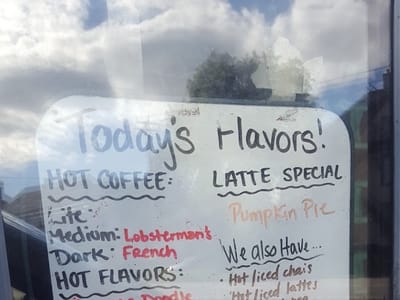 Today's Flavors!
HOT COFFEE:
Lite:
Medium: Lobsterman's
Dark: French
HOT FLAVORS:
Doodle
LATTE SPECIAL
Pumpkin Pie
We also Have...
• Hot/iced chais
• Hot/iced lattes